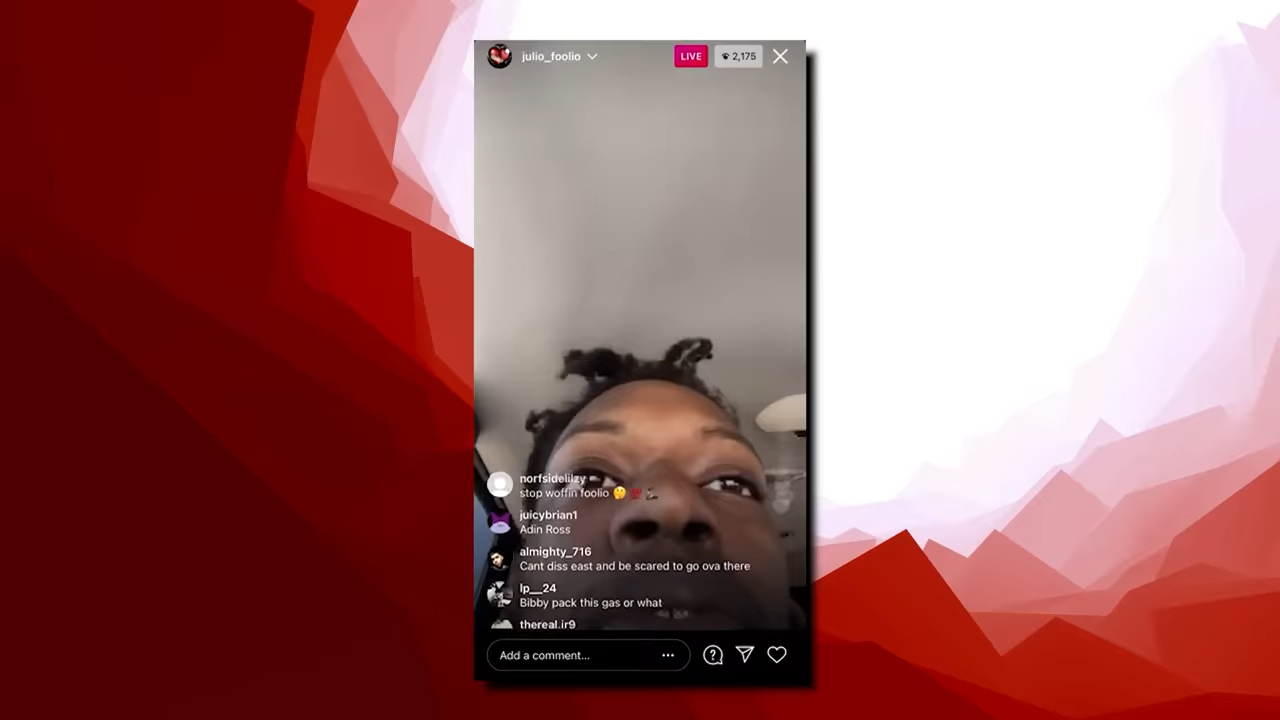 julio_foolio
LIVE
2,175
norfsidelilzy
stop woffin foolio 🤔 💯
juicybrian1
Adin Ross
almighty_716
Cant diss east and be scared to go ova there
lp__24
Bibby pack this gas or what
thereal.ir9
Add a comment...